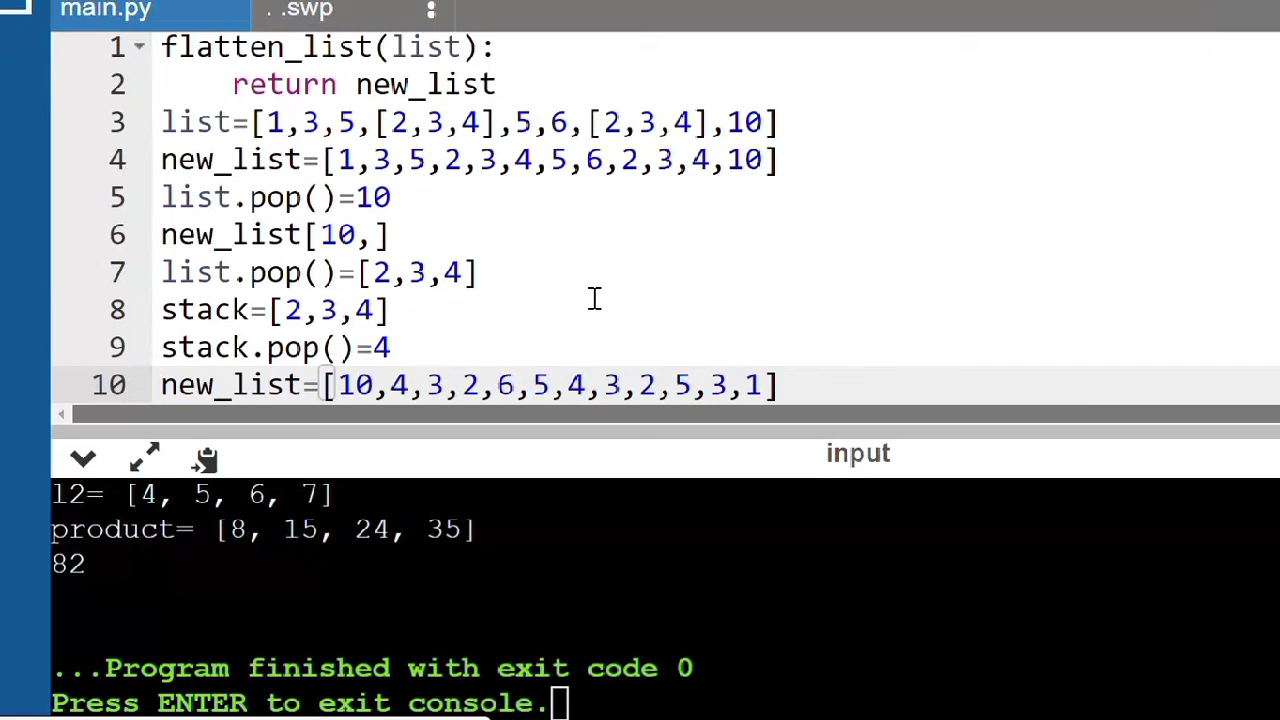 main.py
. .swp
1 flatten_list(list):
2 return new_list
3 list=[1,3,5,[2,3,4],5,6,[2,3,4],10]
4 new_list=[1,3,5,2,3,4,5,6,2,3,4,10]
5 list.pop()=10
6 new_list[10,]
7 list.pop()=[2,3,4]
8 stack=[2,3,4]
9 stack.pop()=4
10 new_list=[10,4,3,2,6,5,4,3,2,5,3,1]
input
l2= [4, 5, 6, 7]
product= [8, 15, 24, 35]
82
...Program finished with exit code 0
Press ENTER to exit console.